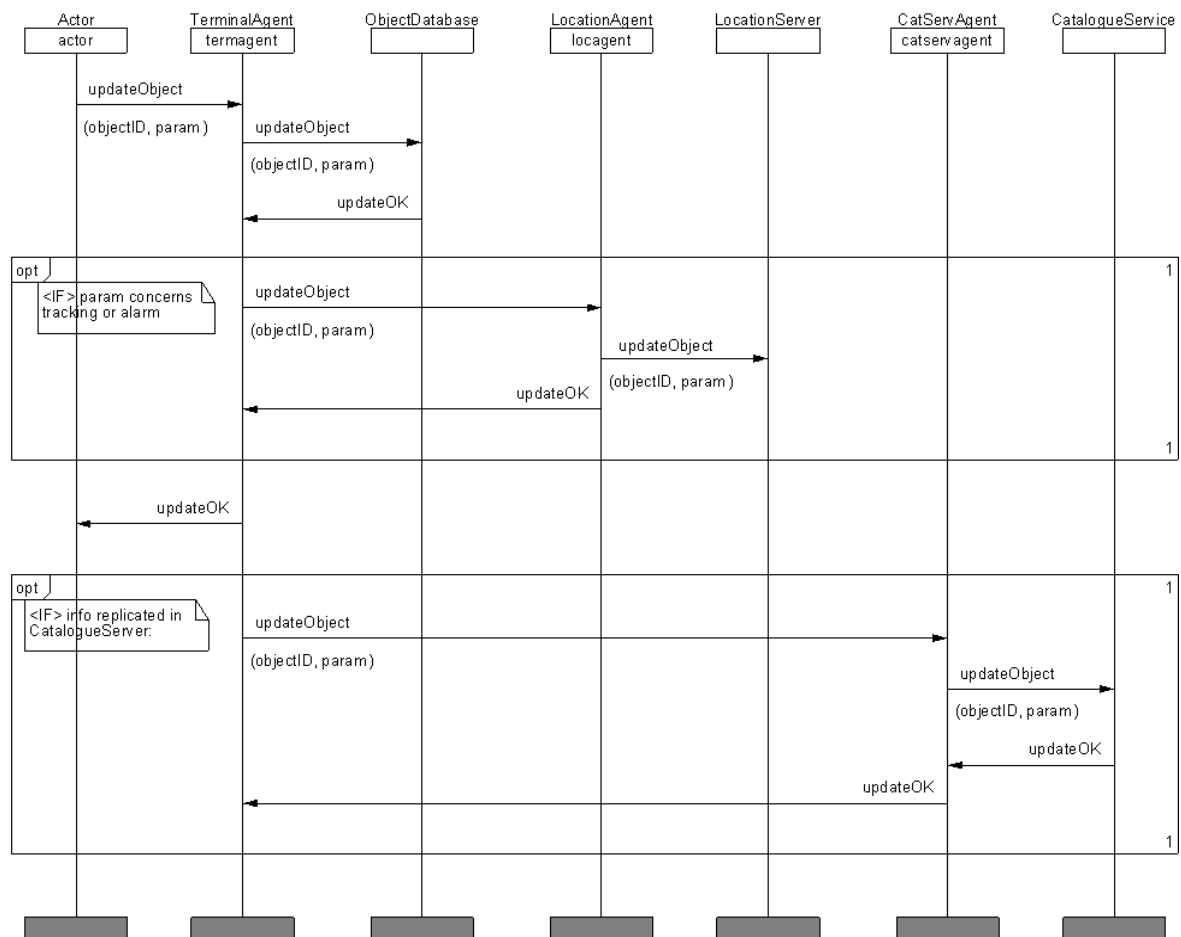 Actor TerminalAgent ObjectDatabase LocationAgent LocationServer CatServAgent CatalogueService
actor termagent locagent catservagent
updateObject
(objectID, param)
updateObject
(objectID, param)
updateOK
opt 1
<IF> param concerns
tracking or alarm
updateObject
(objectID, param)
updateObject
(objectID, param)
updateOK
1
updateOK
opt 1
<IF> info replicated in
CatalogueServer:
updateObject
(objectID, param)
updateObject
(objectID, param)
updateOK
updateOK
1